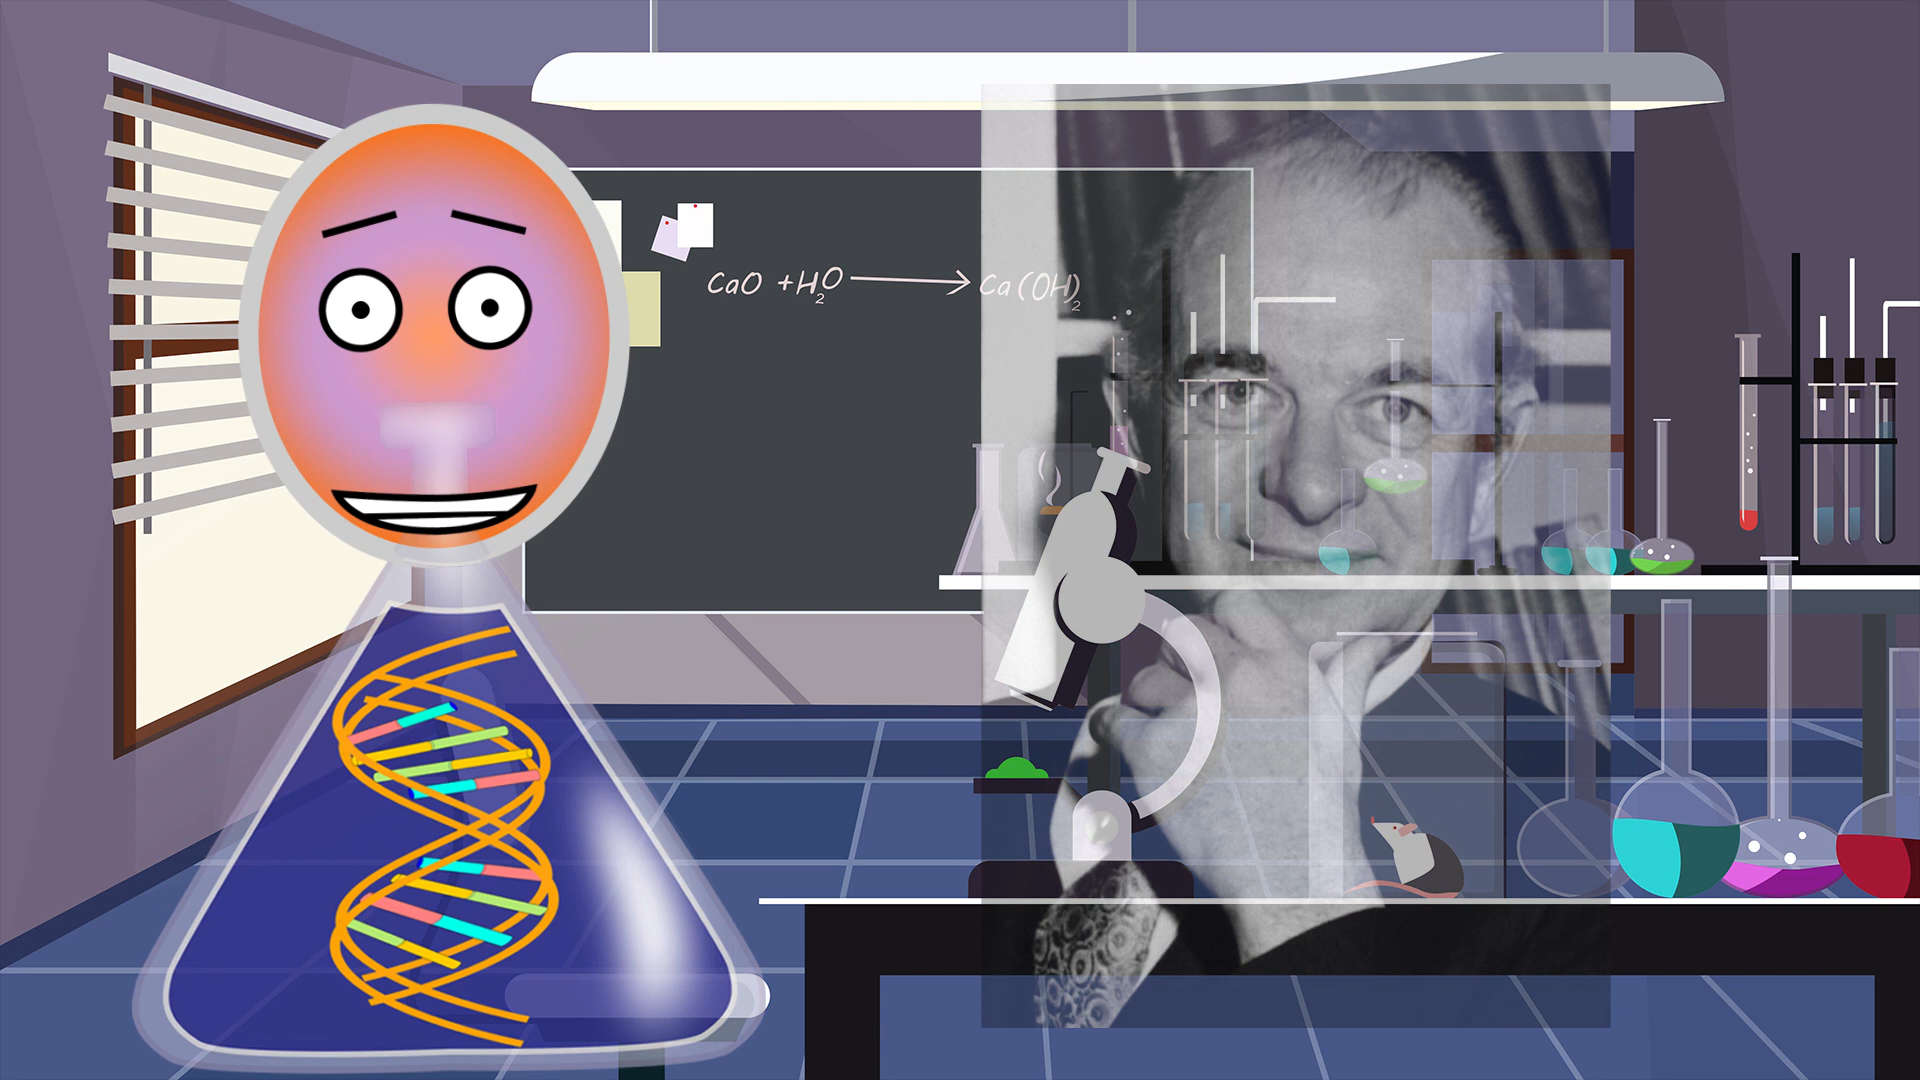 CaO + H₂O ⟶ Ca(OH)₂